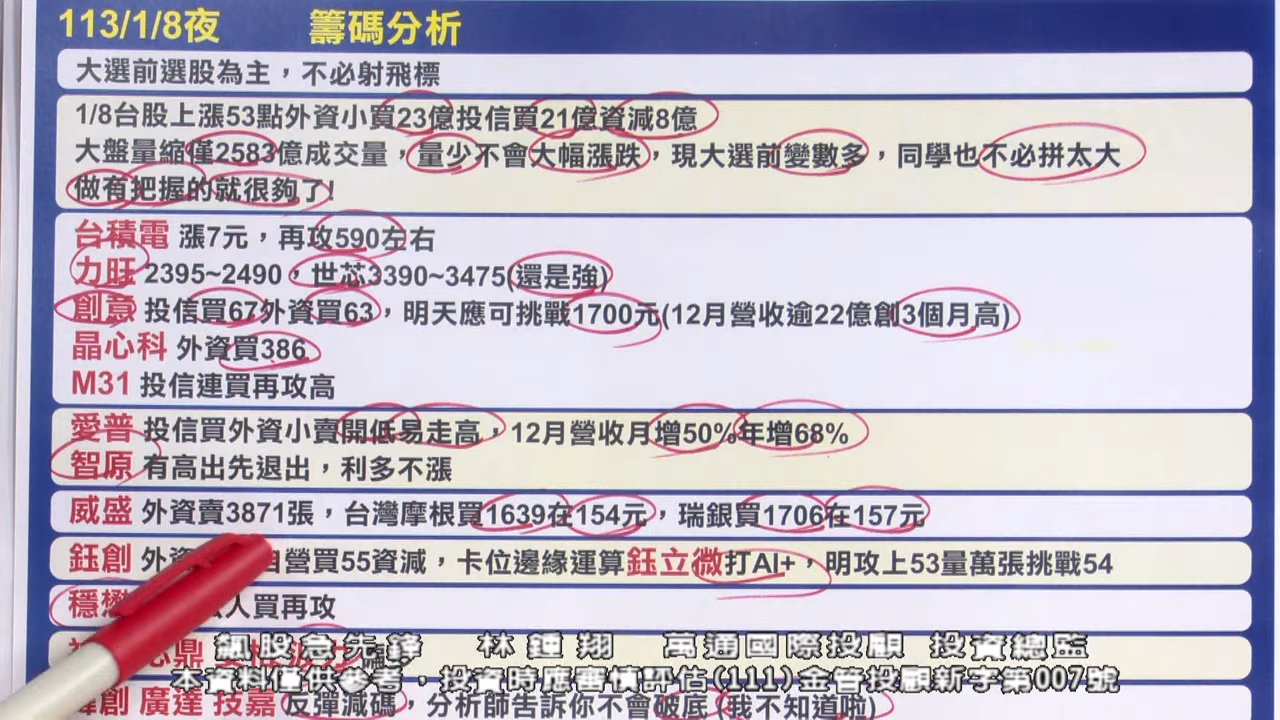 113/1/8夜 籌碼分析
大選前選股為主，不必射飛標
1/8台股上漲53點外資小買23億投信買21億資減8億
大盤量縮僅2583億成交量，量少不會大幅漲跌，現大選前變數多，同學也不必拼太大
做有把握的就很夠了!
台積電 漲7元，再攻590左右
力旺 2395~2490，世芯3390~3475(還是強)
創意 投信買67外資買63，明天應可挑戰1700元(12月營收逾22億創3個月高)
晶心科 外資買386
M31 投信連買再攻高
愛普 投信買外資小賣開低易走高，12月營收月增50%年增68%
智原 有高出先退出，利多不漲
威盛 外資賣3871張，台灣摩根買1639在154元，瑞銀買1706在157元
鈺創 外資 自營買55資減，卡位邊緣運算鈺立微打AI+，明攻上53量萬張挑戰54
穩懋 人買再攻
飆股急先鋒 林鐘翔 萬通國際投顧 投資總監
本資料僅供參考，投資時應審慎評估(111)金管投顧新字第007號
緯創 廣達 技嘉 反彈減碼，分析師告訴你不會破底(我不知道啦)